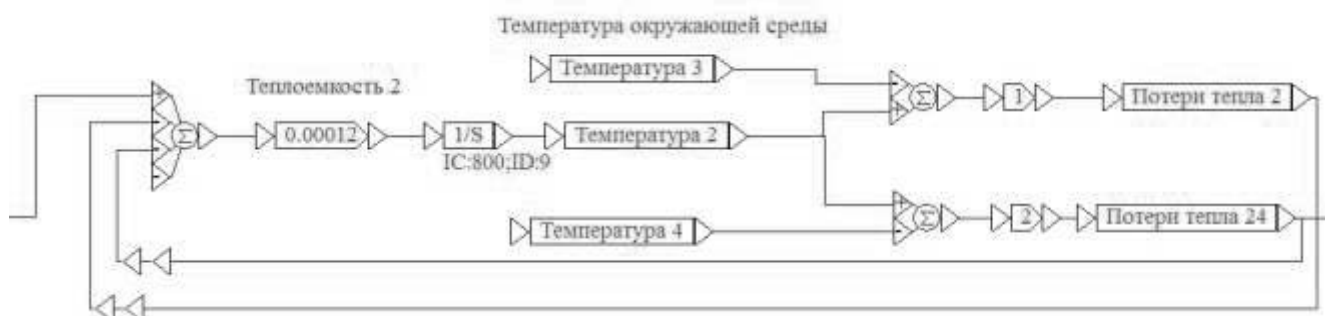 Температура окружаюшей среды
Температура 3
1
Потери тепла 2
Теплоемкость 2
0.00012
1/S
Температура 2
IC:800;ID:9
Температура 4
2
Потери тепла 24